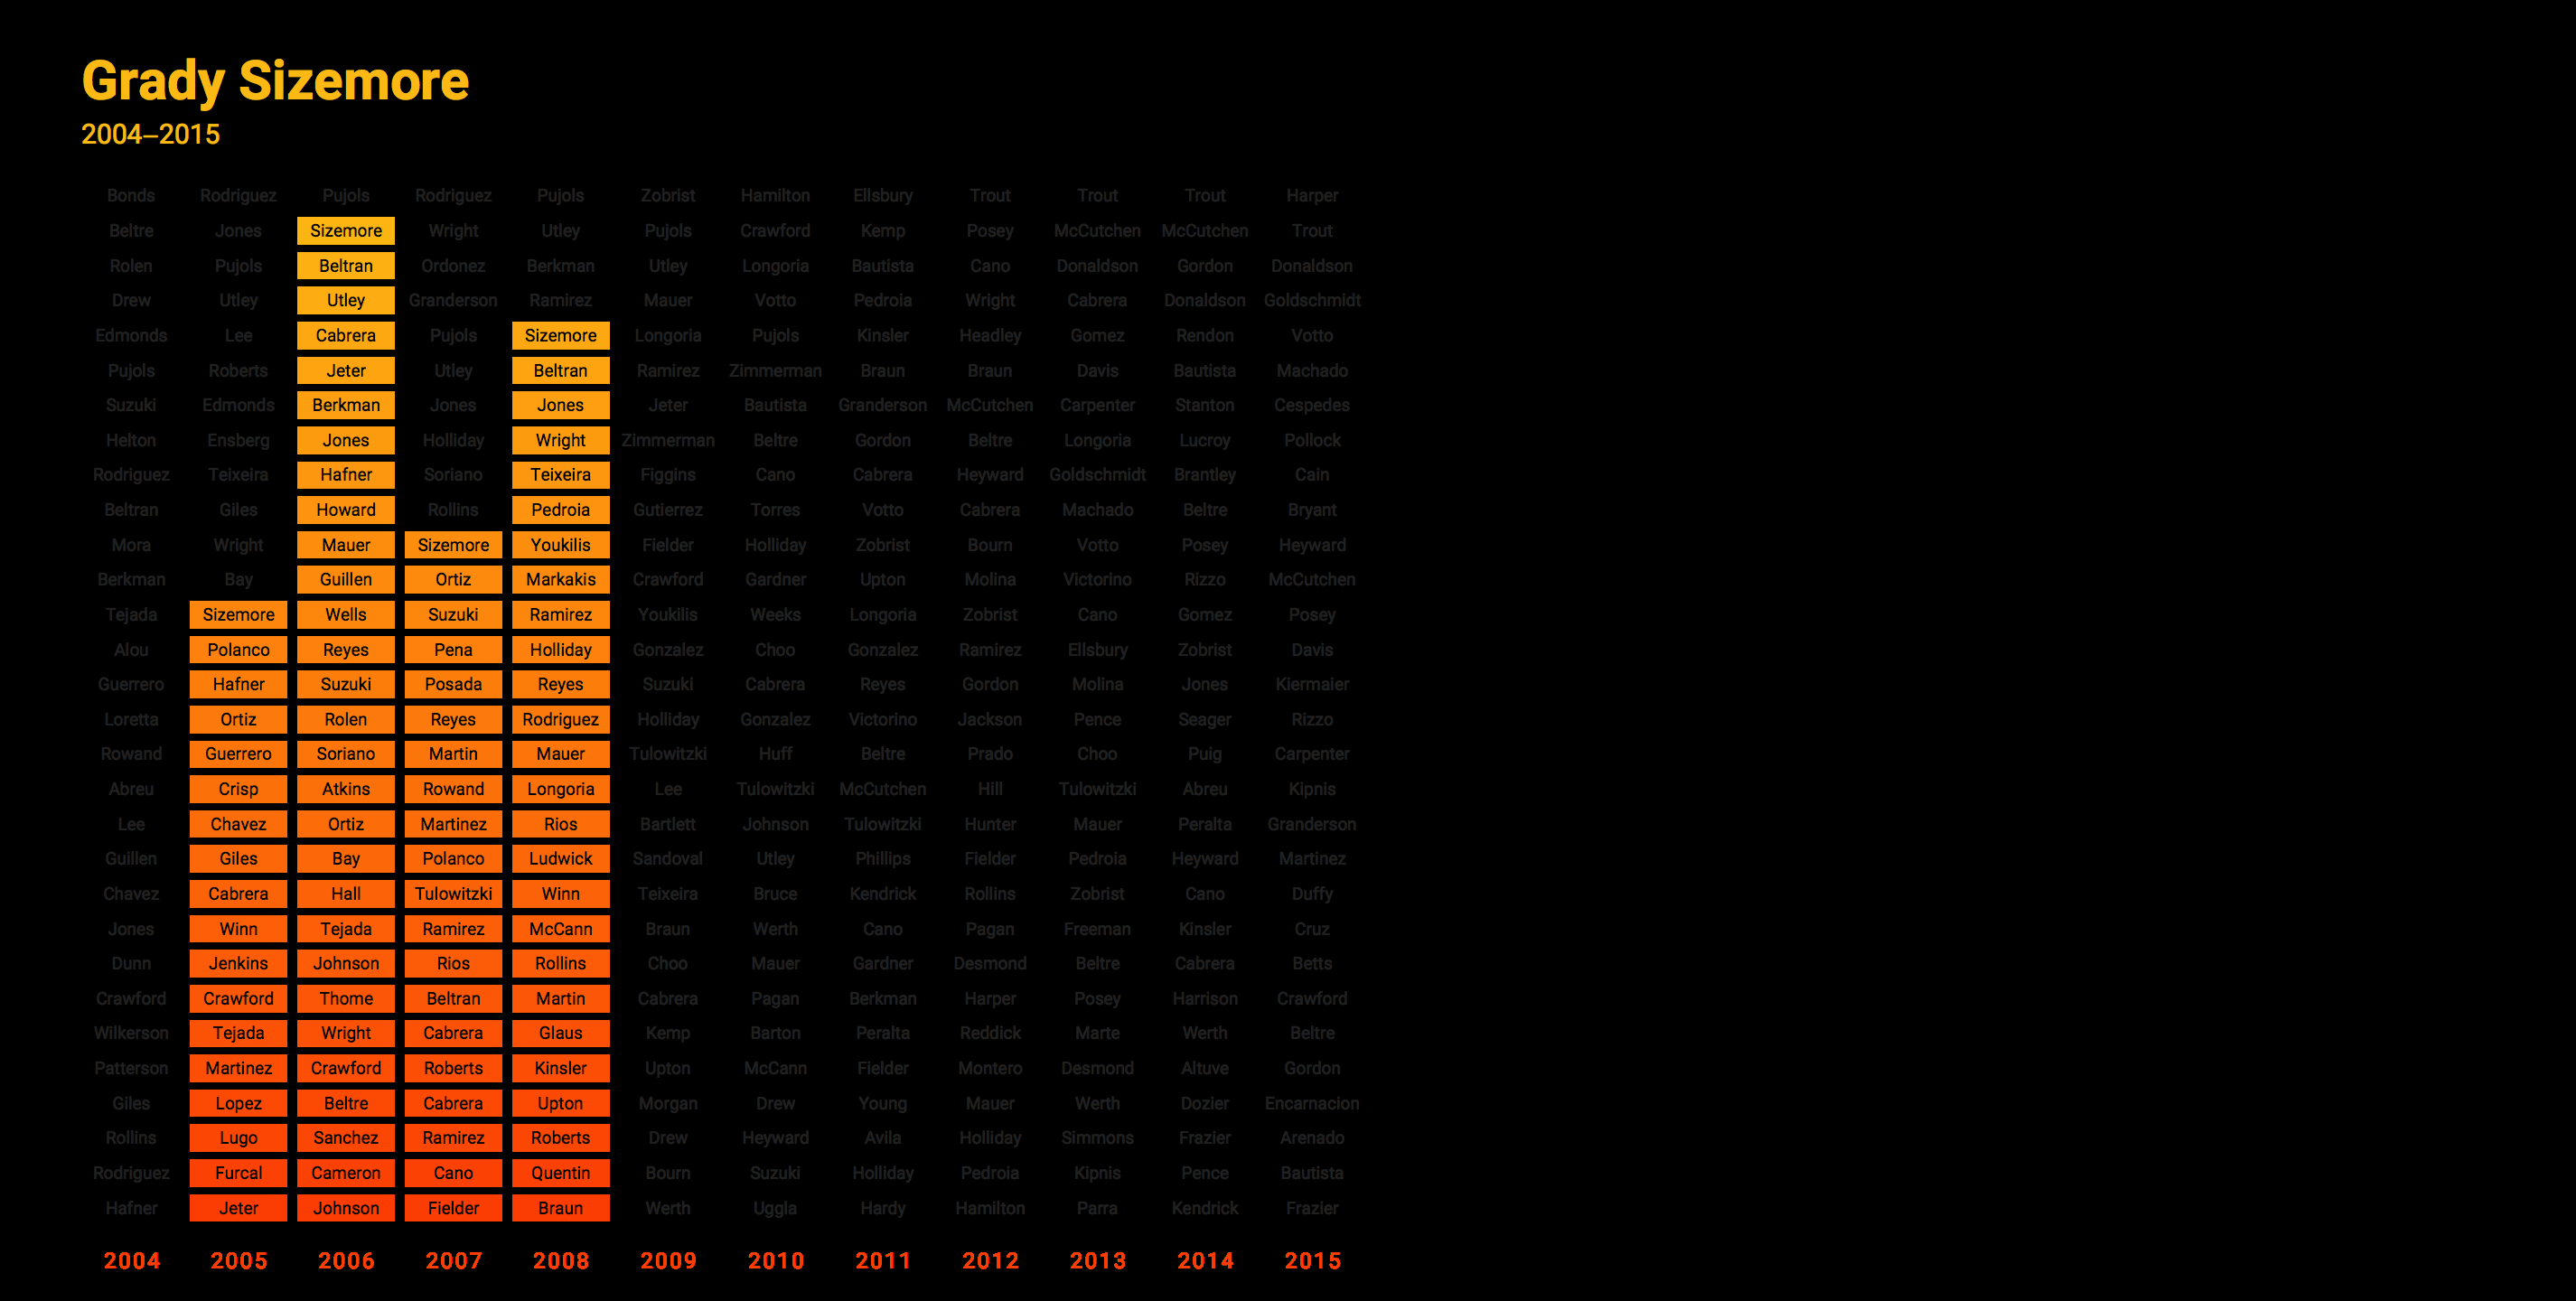 Grady Sizemore
2004–2015
Bonds Rodriguez Pujols Rodriguez Pujols Zobrist Hamilton Ellsbury Trout Trout Trout Harper
Beltre Jones Sizemore Wright Utley Pujols Crawford Kemp Posey McCutchen McCutchen Trout
Rolen Pujols Beltran Ordonez Berkman Utley Longoria Bautista Cano Donaldson Gordon Donaldson
Drew Utley Utley Granderson Ramirez Mauer Votto Pedroia Wright Cabrera Donaldson Goldschmidt
Edmonds Lee Cabrera Pujols Sizemore Longoria Pujols Kinsler Headley Gomez Rendon Votto
Pujols Roberts Jeter Utley Beltran Ramirez Zimmerman Braun Braun Davis Bautista Machado
Suzuki Edmonds Berkman Jones Jones Jeter Bautista Granderson McCutchen Carpenter Stanton Cespedes
Helton Ensberg Jones Holliday Wright Zimmerman Beltre Gordon Beltre Longoria Lucroy Pollock
Rodriguez Teixeira Hafner Soriano Teixeira Figgins Cano Cabrera Heyward Goldschmidt Brantley Cain
Beltran Giles Howard Rollins Pedroia Gutierrez Torres Votto Cabrera Machado Beltre Bryant
Mora Wright Mauer Sizemore Youkilis Fielder Holliday Zobrist Bourn Votto Posey Heyward
Berkman Bay Guillen Ortiz Markakis Crawford Gardner Upton Molina Victorino Rizzo McCutchen
Tejada Sizemore Wells Suzuki Ramirez Youkilis Weeks Longoria Zobrist Cano Gomez Posey
Alou Polanco Reyes Pena Holliday Gonzalez Choo Gonzalez Ramirez Ellsbury Zobrist Davis
Guerrero Hafner Suzuki Posada Reyes Suzuki Cabrera Reyes Gordon Molina Jones Kiermaier
Loretta Ortiz Rolen Reyes Rodriguez Holliday Gonzalez Victorino Jackson Pence Seager Rizzo
Rowand Guerrero Soriano Martin Mauer Tulowitzki Huff Beltre Prado Choo Puig Carpenter
Abreu Crisp Atkins Rowand Longoria Lee Tulowitzki McCutchen Hill Tulowitzki Abreu Kipnis
Lee Chavez Ortiz Martinez Rios Bartlett Johnson Tulowitzki Hunter Mauer Peralta Granderson
Guillen Giles Bay Polanco Ludwick Sandoval Utley Phillips Fielder Pedroia Heyward Martinez
Chavez Cabrera Hall Tulowitzki Winn Teixeira Bruce Kendrick Rollins Zobrist Cano Duffy
Jones Winn Tejada Ramirez McCann Braun Werth Cano Pagan Freeman Kinsler Cruz
Dunn Jenkins Johnson Rios Rollins Choo Mauer Gardner Desmond Beltre Cabrera Betts
Crawford Crawford Thome Beltran Martin Cabrera Pagan Berkman Harper Posey Harrison Crawford
Wilkerson Tejada Wright Cabrera Glaus Kemp Barton Peralta Reddick Marte Werth Beltre
Patterson Martinez Crawford Roberts Kinsler Upton McCann Fielder Montero Desmond Altuve Gordon
Giles Lopez Beltre Cabrera Upton Morgan Drew Young Mauer Werth Dozier Encarnacion
Rollins Lugo Sanchez Ramirez Roberts Drew Heyward Avila Holliday Simmons Frazier Arenado
Rodriguez Furcal Cameron Cano Quentin Bourn Suzuki Holliday Pedroia Kipnis Pence Bautista
Hafner Jeter Johnson Fielder Braun Werth Uggla Hardy Hamilton Parra Kendrick Frazier
2004 2005 2006 2007 2008 2009 2010 2011 2012 2013 2014 2015